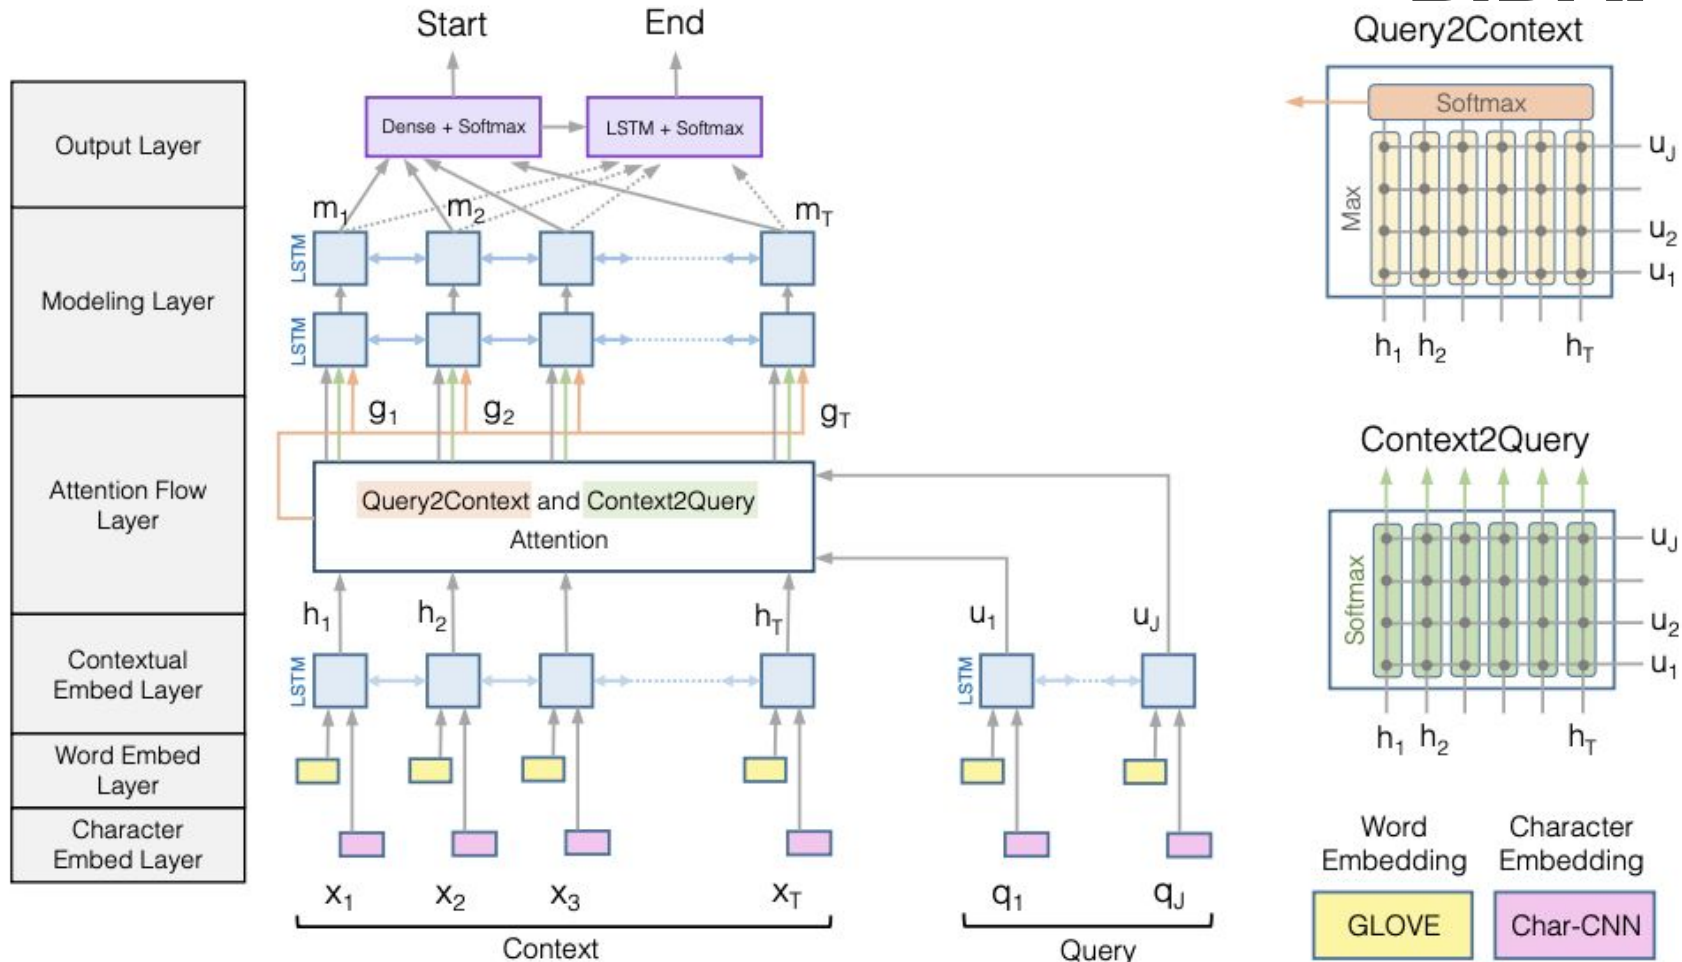 Start
End
Output Layer
Dense + Softmax
LSTM + Softmax
m1
m2
mT
Modeling Layer
LSTM
LSTM
g1
g2
gT
Attention Flow
Layer
Query2Context and Context2Query
Attention
h1
h2
hT
u1
uJ
Contextual
Embed Layer
LSTM
LSTM
Word Embed
Layer
Character
Embed Layer
x1
x2
x3
xT
q1
qJ
Context
Query
Query2Context
Softmax
Max
uJ
u2
u1
h1
h2
hT
Context2Query
Softmax
uJ
u2
u1
h1
h2
hT
Word
Embedding
Character
Embedding
GLOVE
Char-CNN